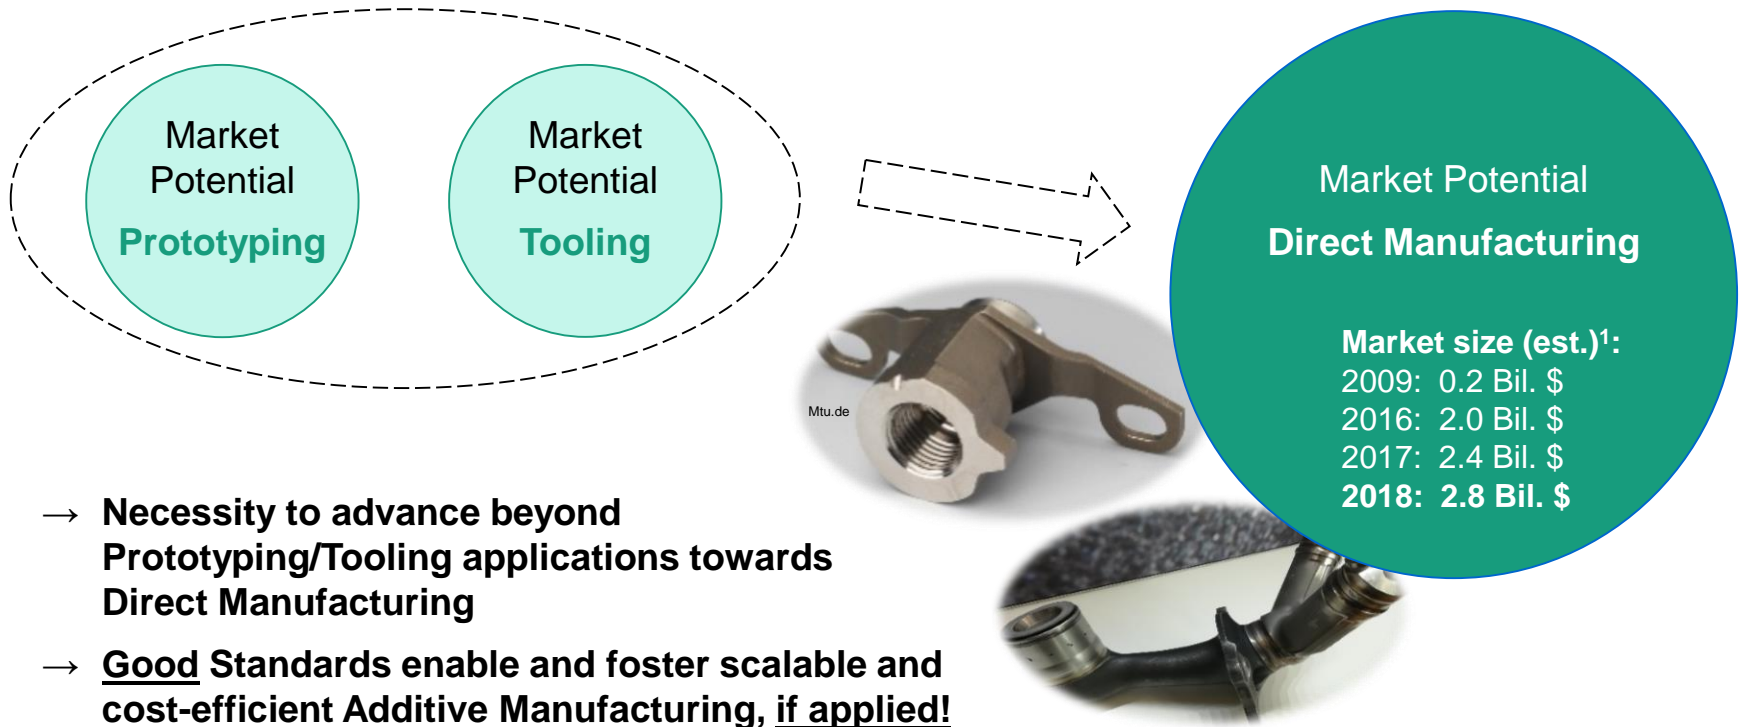 Market
Potential
Prototyping
Market
Potential
Tooling
Market Potential
Direct Manufacturing
Market size (est.)¹:
2009: 0.2 Bil. $
2016: 2.0 Bil. $
2017: 2.4 Bil. $
2018: 2.8 Bil. $
Mtu.de
→ Necessity to advance beyond
Prototyping/Tooling applications towards
Direct Manufacturing
→ Good Standards enable and foster scalable and
cost-efficient Additive Manufacturing, if applied!